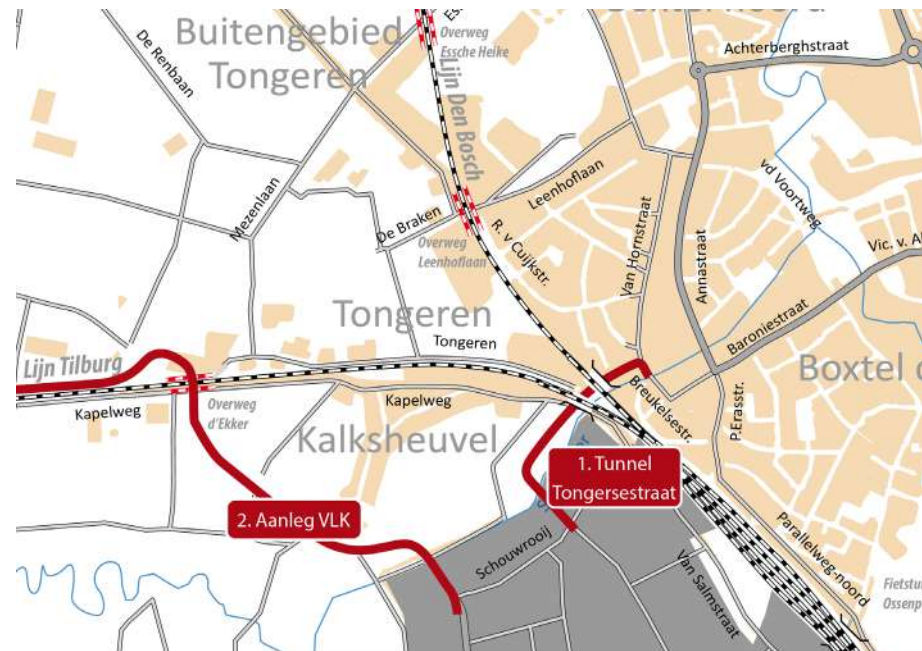 De Renbaan
Buitengebied
Tongeren
Overweg
Essche Heike
Lijn Den Bosch
Achterberghstraat
Mezenlaan
De Braken
Leenhoflaan
Overweg
Leenhoflaan
R. v Cuijkstr.
Van Hornstraat
Annastraat
vd Voortweg
Vic. v. A
Baroniestraat
Tongeren
Tongeren
Lijn Tilburg
Kapelweg
Overweg
d'Ekker
Kapelweg
Kalksheuvel
Breukelsestr.
P.Erasstr.
Boxtel
1. Tunnel
Tongersestraat
2. Aanleg VLK
Schouwrooij
Van Salmstraat
Parallelweg-noord
Fietstu
Ossenp